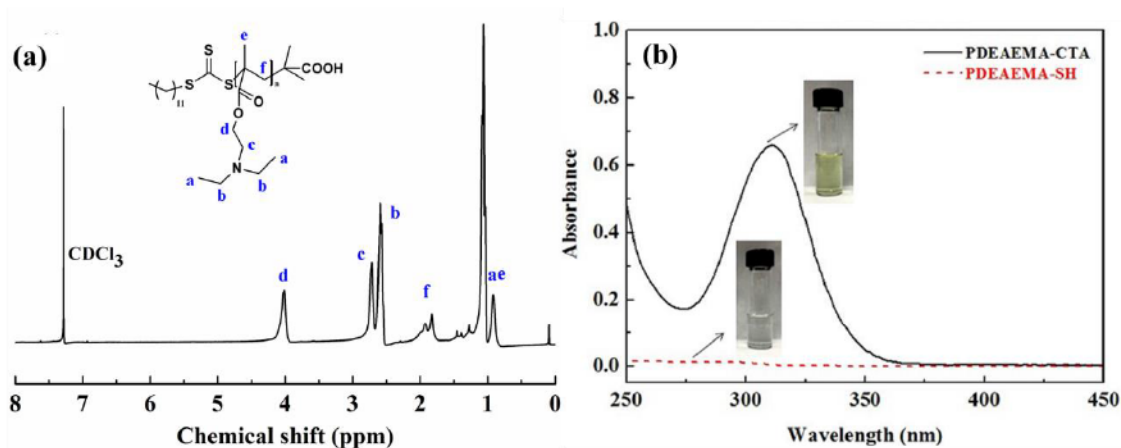 (a)
e
S
f
S
S
n
COOH
11
O
O
d
c
a
N
a
b
b
b
CDCl3
c
d
f
ae
8 7 6 5 4 3 2 1 0
Chemical shift (ppm)
(b)
PDEAEMA-CTA
PDEAEMA-SH
1.0
0.8
0.6
0.4
0.2
0.0
Absorbance
250 300 350 400 450
Wavelength (nm)